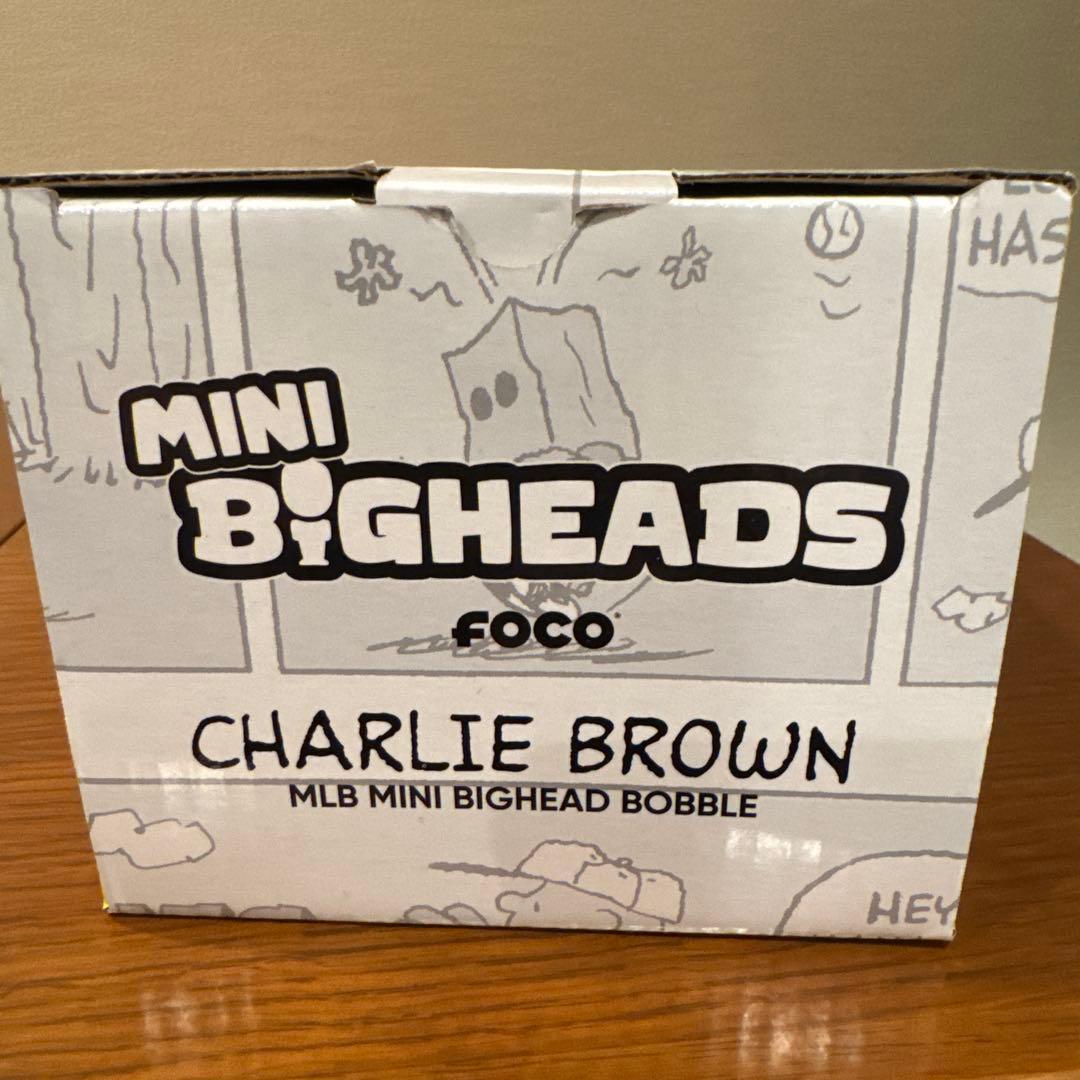 HAS
MINI
BIGHEADS
FOCO
CHARLIE BROWN
MLB MINI BIGHEAD BOBBLE
HEY